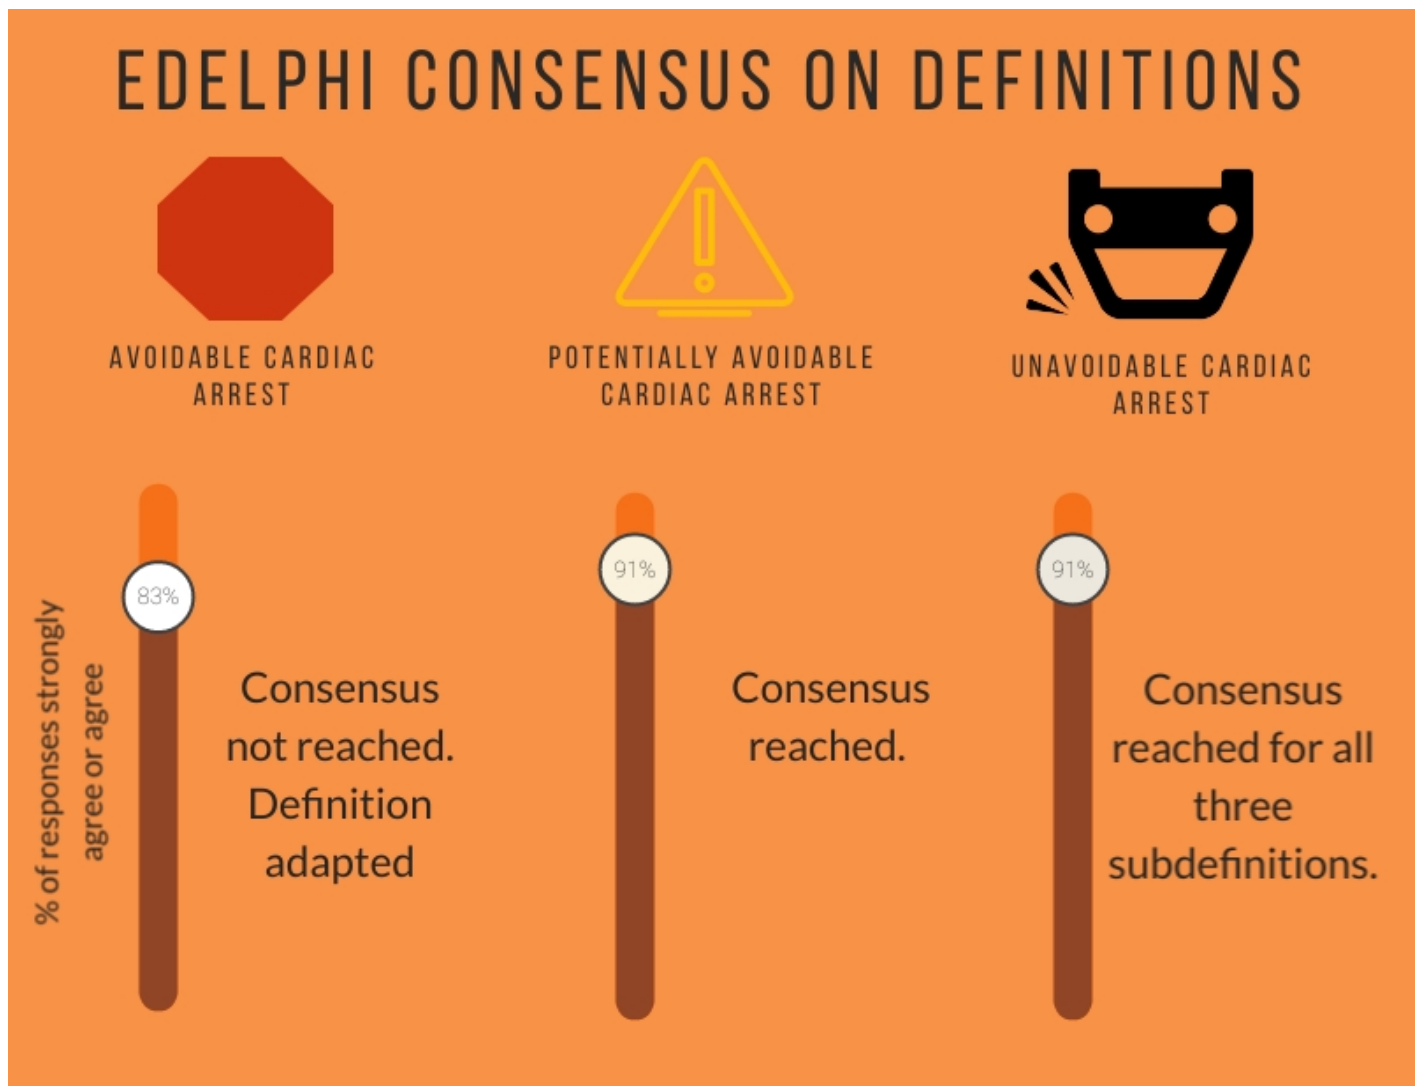 EDELPHI CONSENSUS ON DEFINITIONS
AVOIDABLE CARDIAC
ARREST
POTENTIALLY AVOIDABLE
CARDIAC ARREST
UNAVOIDABLE CARDIAC
ARREST
% of responses strongly
agree or agree
83%
Consensus
not reached.
Definition
adapted
91%
Consensus
reached.
91%
Consensus
reached for all
three
subdefinitions.